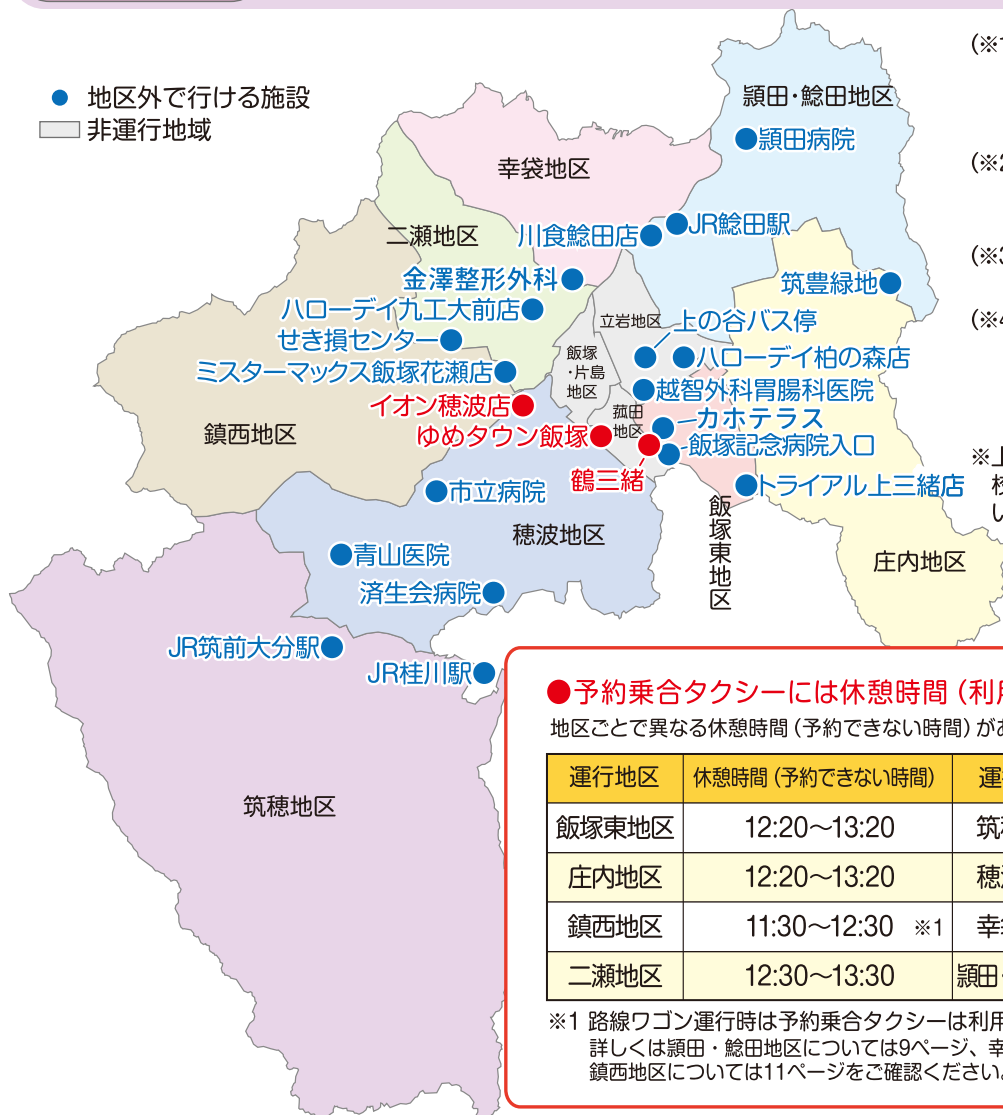 ● 地区外で行ける施設
非運行地域
頴田・鯰田地区
頴田病院
幸袋地区
二瀬地区
川食鯰田店
JR鯰田駅
金澤整形外科
筑豊緑地
ハローデイ九工大前店
立岩地区
上の谷バス停
せき損センター
飯塚
・片島
地区
ハローデイ柏の森店
ミスターマックス飯塚花瀬店
越智外科胃腸科医院
イオン穂波店
菰田
地区
カホテラス
鎮西地区
ゆめタウン飯塚
飯塚記念病院入口
鶴三緒
市立病院
トライアル上三緒店
穂波地区
飯塚東地区
庄内地区
青山医院
済生会病院
JR筑前大分駅
JR桂川駅
筑穂地区
(※1
(※2
(※3
(※4
※上
い
●予約乗合タクシーには休憩時間（利
地区ごとで異なる休憩時間（予約できない時間）が
運行地区 休憩時間（予約できない時間） 運
飯塚東地区 12:20～13:20 筑
庄内地区 12:20～13:20 穂
鎮西地区 11:30～12:30 ※1 幸
二瀬地区 12:30～13:30 頴田
※1 路線ワゴン運行時は予約乗合タクシーは利用
詳しくは頴田・鯰田地区については9ページ、幸
鎮西地区については11ページをご確認ください。